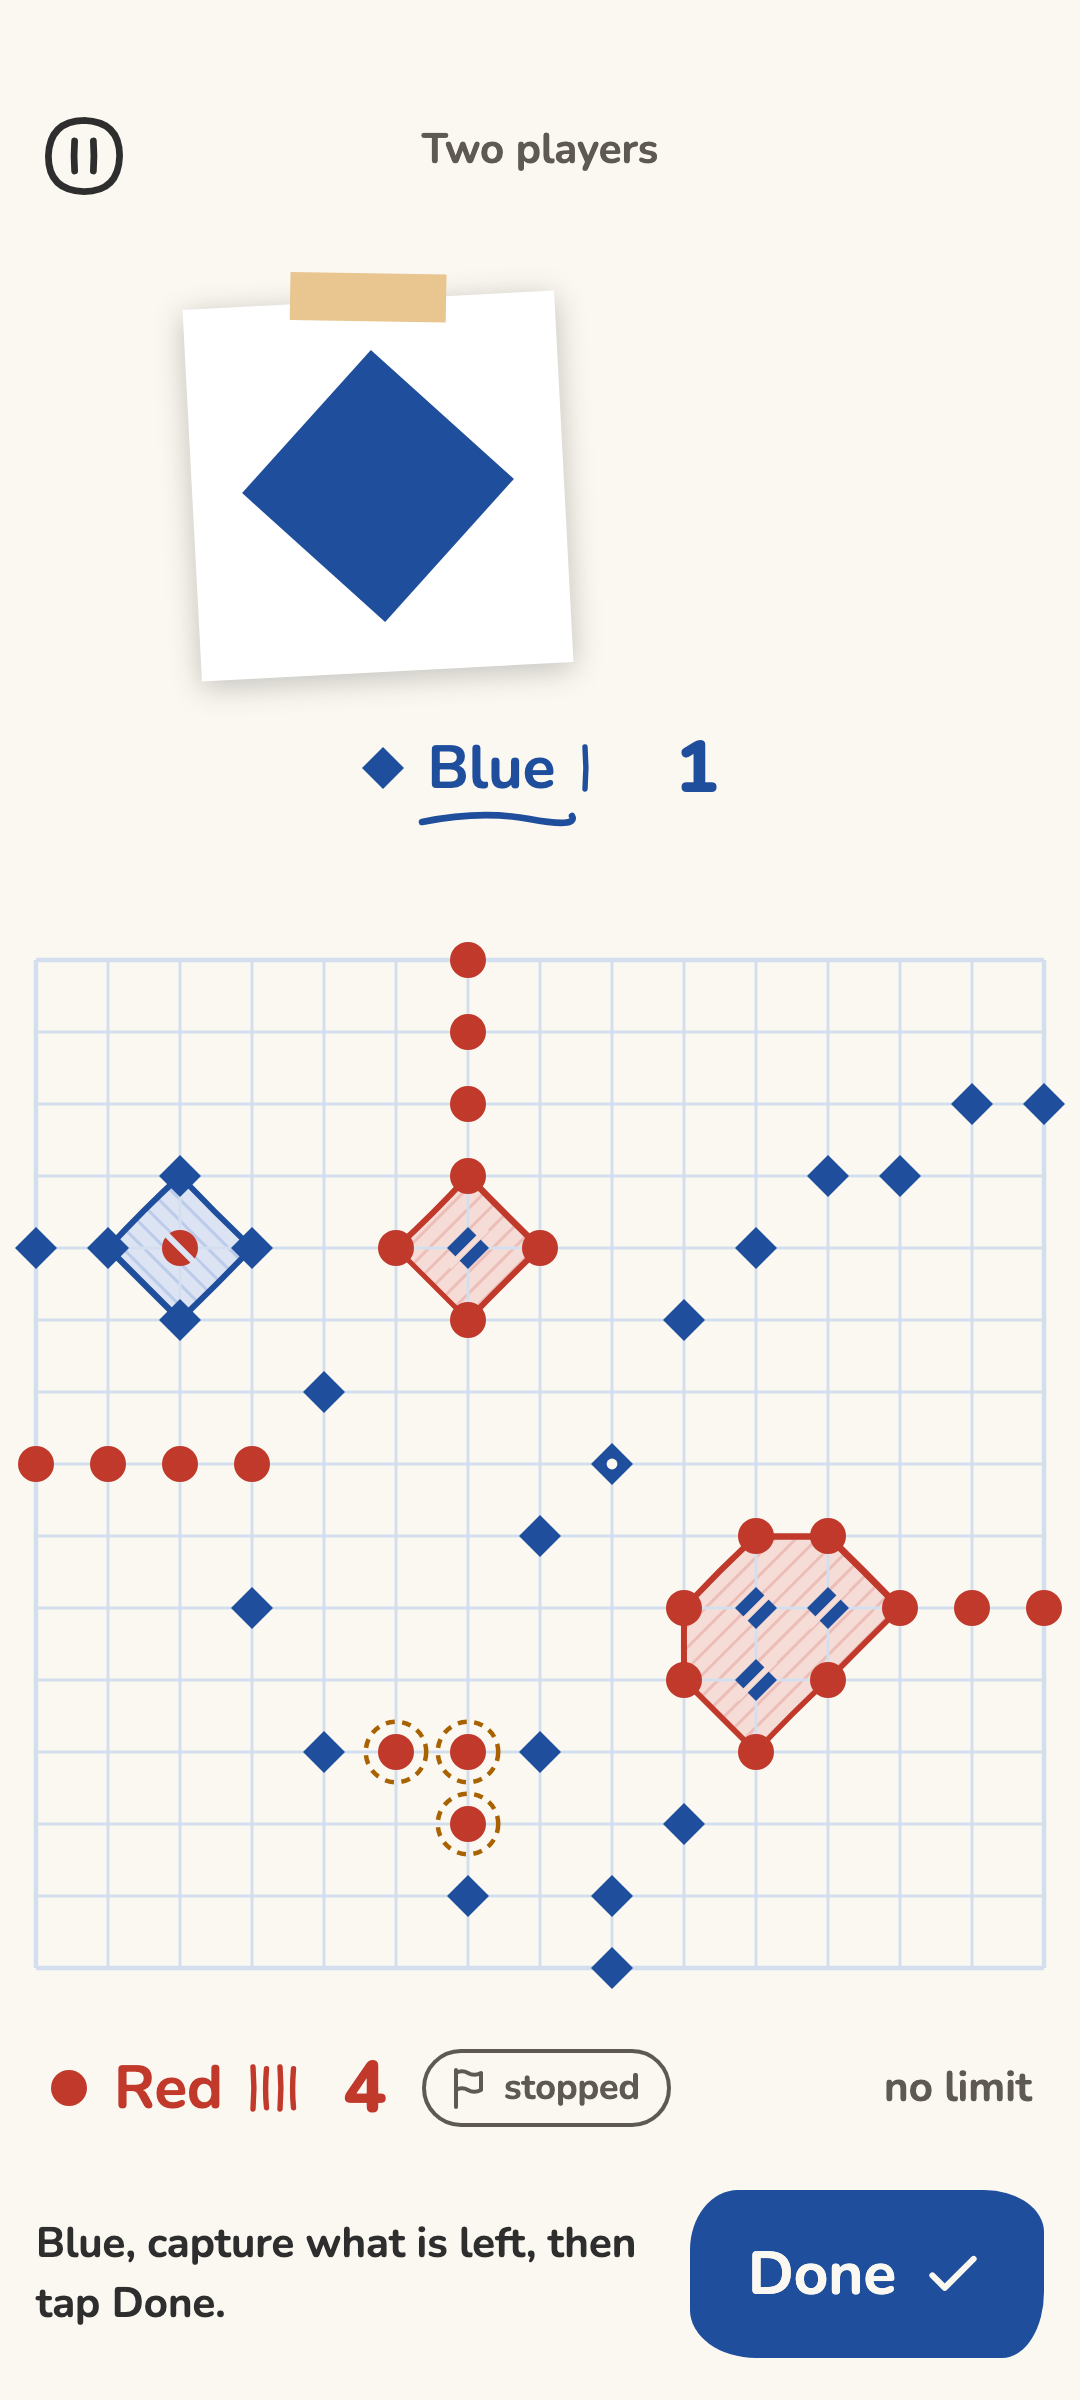 Two players
Blue 1
Red 4 stopped no limit
Blue, capture what is left, then
tap Done.
Done